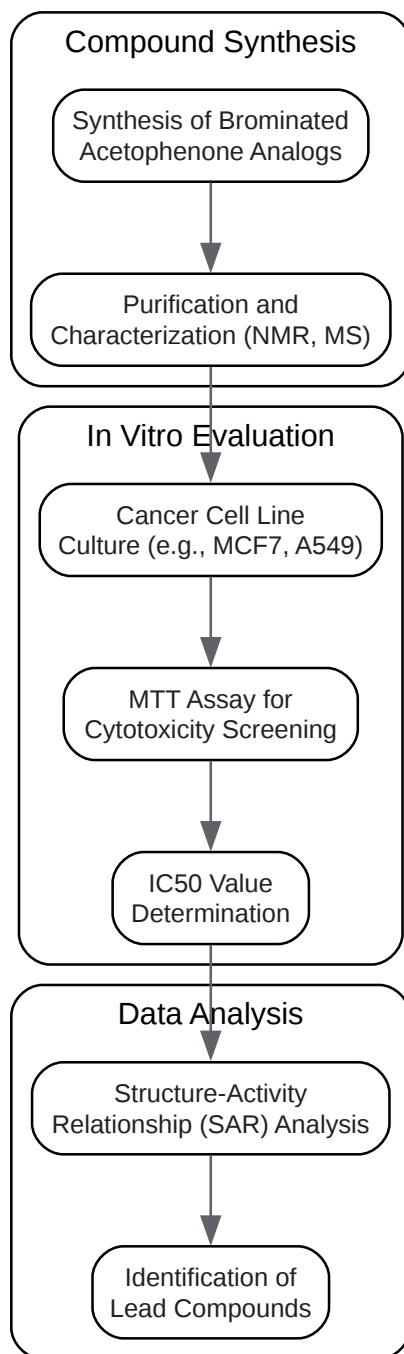 Compound Synthesis
Synthesis of Brominated
Acetophenone Analogs
Purification and
Characterization (NMR, MS)
In Vitro Evaluation
Cancer Cell Line
Culture (e.g., MCF7, A549)
MTT Assay for
Cytotoxicity Screening
IC50 Value
Determination
Data Analysis
Structure-Activity
Relationship (SAR) Analysis
Identification of
Lead Compounds